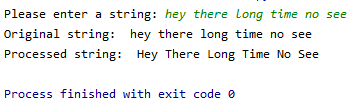 Please enter a string: hey there long time no see
Original string:  hey there long time no see
Processed string:  Hey There Long Time No See
Process finished with exit code 0